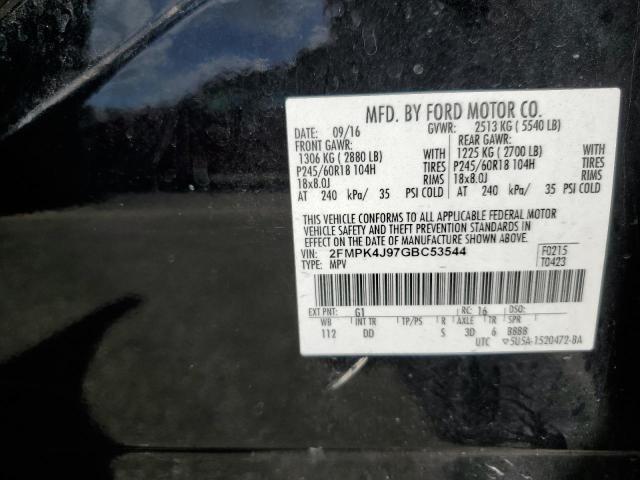 MFD. BY FORD MOTOR CO.
DATE: 09/16 GVWR: 2513 KG ( 5540 LB)
FRONT GAWR: REAR GAWR:
1306 KG ( 2880 LB) WITH 1225 KG ( 2700 LB) WITH
P245/60R18 104H TIRES P245/60R18 104H TIRES
18x8.0J RIMS 18x8.0J RIMS
AT 240 kPa/ 35 PSI COLD AT 240 kPa/ 35 PSI COLD
THIS VEHICLE CONFORMS TO ALL APPLICABLE FEDERAL MOTOR
VEHICLE SAFETY AND THEFT PREVENTION STANDARDS
IN EFFECT ON THE DATE OF MANUFACTURE SHOWN ABOVE.
VIN: 2FMPK4J97GBC53544 F0215
TYPE: MPV T0423
EXT PNT: G1 RC: 16 DSO:
WB INT TR TP/PS R AXLE TR SPR
112 DD S 3D 6 BBBB
UTC ▽5U5A-1520472-BA